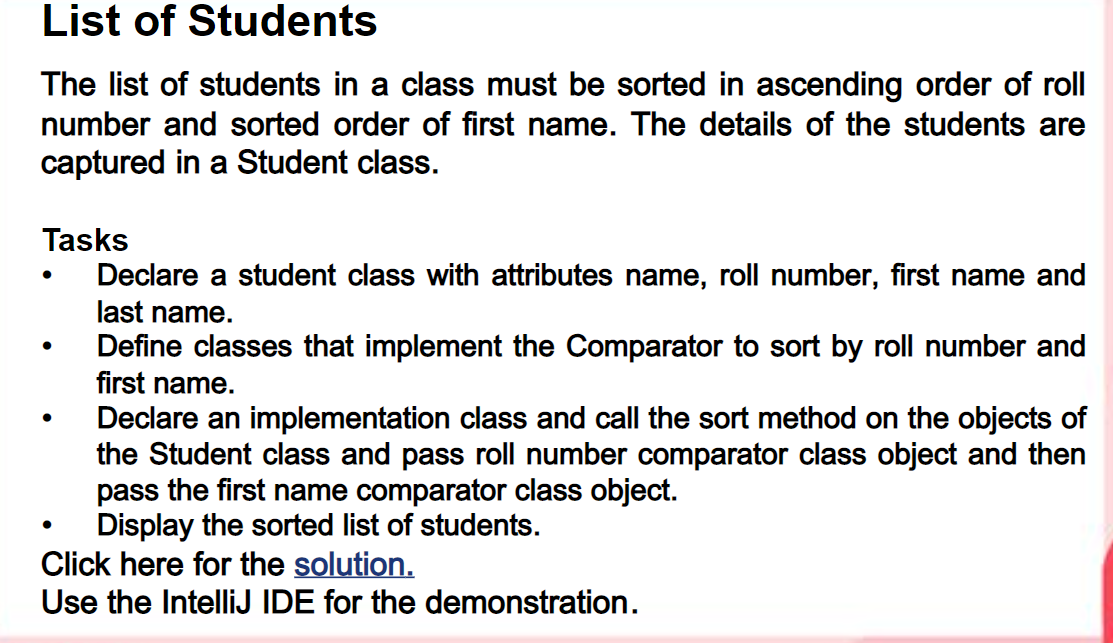 List of Students
The list of students in a class must be sorted in ascending order of roll
number and sorted order of first name. The details of the students are
captured in a Student class.
Tasks
• Declare a student class with attributes name, roll number, first name and
last name.
• Define classes that implement the Comparator to sort by roll number and
first name.
• Declare an implementation class and call the sort method on the objects of
the Student class and pass roll number comparator class object and then
pass the first name comparator class object.
• Display the sorted list of students.
Click here for the solution.
Use the IntelliJ IDE for the demonstration.